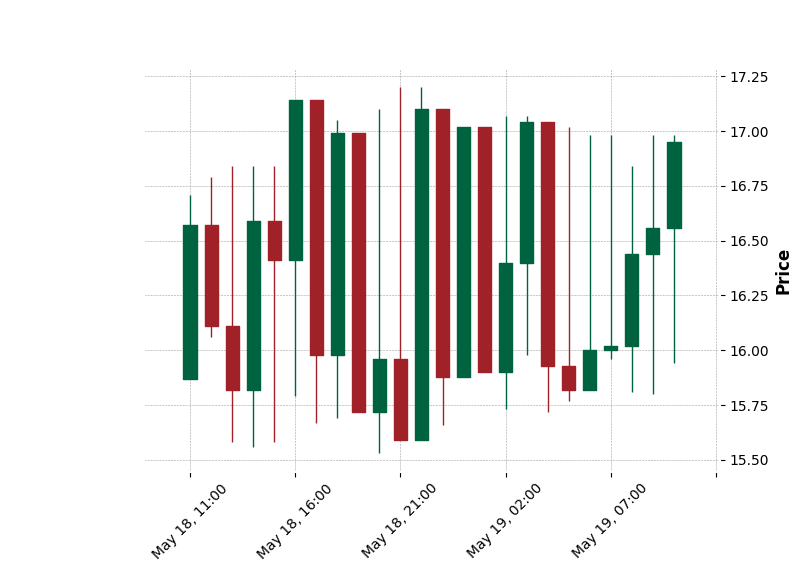 17.25
17.00
16.75
16.50
16.25
16.00
15.75
15.50
Price
May 18, 11:00
May 18, 16:00
May 18, 21:00
May 19, 02:00
May 19, 07:00